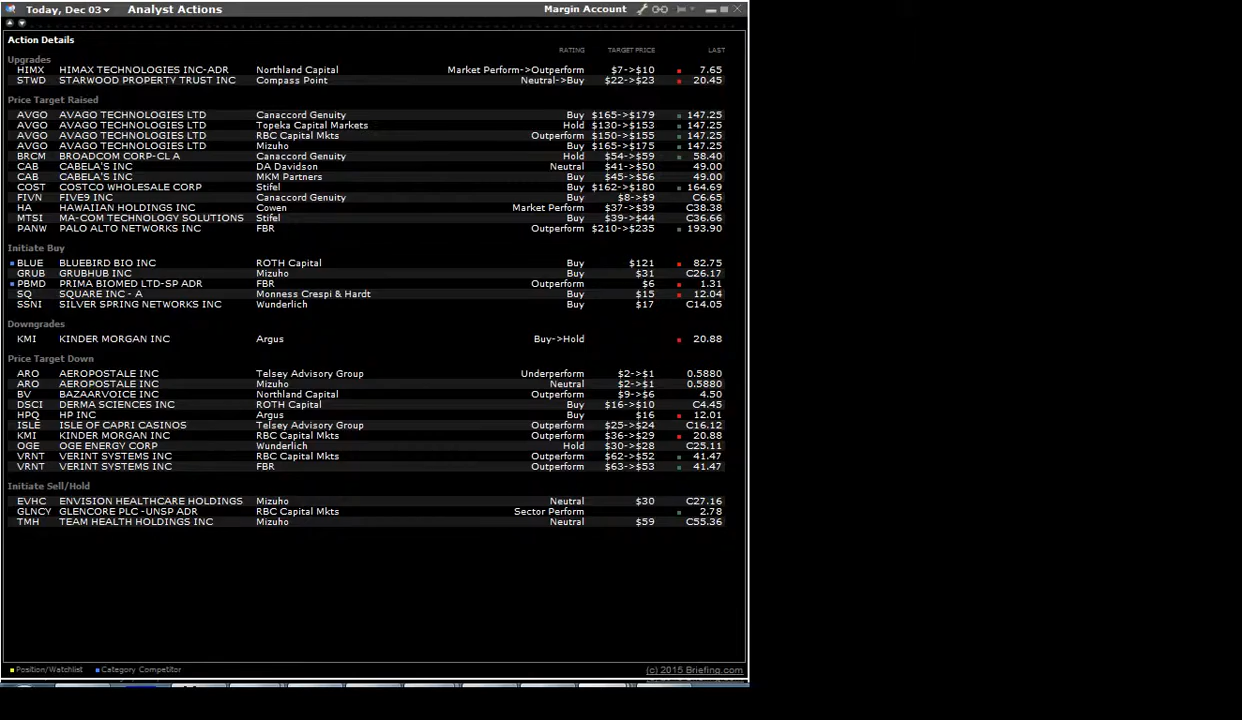 Today, Dec 03 Analyst Actions Margin Account
Action Details
RATING TARGET PRICE LAST
Upgrades
HIMX HIMAX TECHNOLOGIES INC-ADR Northland Capital Market Perform->Outperform $7->$10 7.65
STWD STARWOOD PROPERTY TRUST INC Compass Point Neutral->Buy $22->$23 20.45
Price Target Raised
AVGO AVAGO TECHNOLOGIES LTD Canaccord Genuity Buy $165->$179 147.25
AVGO AVAGO TECHNOLOGIES LTD Topeka Capital Markets Hold $130->$153 147.25
AVGO AVAGO TECHNOLOGIES LTD RBC Capital Mkts Outperform $150->$155 147.25
AVGO AVAGO TECHNOLOGIES LTD Mizuho Buy $165->$175 147.25
BRCM BROADCOM CORP-CL A Canaccord Genuity Hold $54->$59 58.40
CAB CABELA'S INC DA Davidson Neutral $41->$50 49.00
CAB CABELA'S INC MKM Partners Buy $45->$56 49.00
COST COSTCO WHOLESALE CORP Stifel Buy $162->$180 164.69
FIVN FIVE9 INC Canaccord Genuity Buy $8->$9 C6.65
HA HAWAIIAN HOLDINGS INC Cowen Market Perform $37->$39 C38.38
MTSI MA-COM TECHNOLOGY SOLUTIONS Stifel Buy $39->$44 C36.66
PANW PALO ALTO NETWORKS INC FBR Outperform $210->$235 193.90
Initiate Buy
BLUE BLUEBIRD BIO INC ROTH Capital Buy $121 82.75
GRUB GRUBHUB INC Mizuho Buy $31 C26.17
PBMD PRIMA BIOMED LTD-SP ADR FBR Outperform $6 1.31
SQ SQUARE INC - A Monness Crespi & Hardt Buy $15 12.04
SSNI SILVER SPRING NETWORKS INC Wunderlich Buy $17 C14.05
Downgrades
KMI KINDER MORGAN INC Argus Buy->Hold 20.88
Price Target Down
ARO AEROPOSTALE INC Telsey Advisory Group Underperform $2->$1 0.5880
ARO AEROPOSTALE INC Mizuho Neutral $2->$1 0.5880
BV BAZAARVOICE INC Northland Capital Outperform $9->$6 4.50
DSCI DERMA SCIENCES INC ROTH Capital Buy $16->$10 C4.45
HPQ HP INC Argus Buy $16 12.01
ISLE ISLE OF CAPRI CASINOS Telsey Advisory Group Outperform $25->$24 C16.12
KMI KINDER MORGAN INC RBC Capital Mkts Outperform $36->$29 20.88
OGE OGE ENERGY CORP Wunderlich Hold $30->$28 C25.11
VRNT VERINT SYSTEMS INC RBC Capital Mkts Outperform $62->$52 41.47
VRNT VERINT SYSTEMS INC FBR Outperform $63->$53 41.47
Initiate Sell/Hold
EVHC ENVISION HEALTHCARE HOLDINGS Mizuho Neutral $30 C27.16
GLNCY GLENCORE PLC -UNSP ADR RBC Capital Mkts Sector Perform 2.78
TMH TEAM HEALTH HOLDINGS INC Mizuho Neutral $59 C55.36
Position/Watchlist Category Competitor (c) 2015 Briefing.com